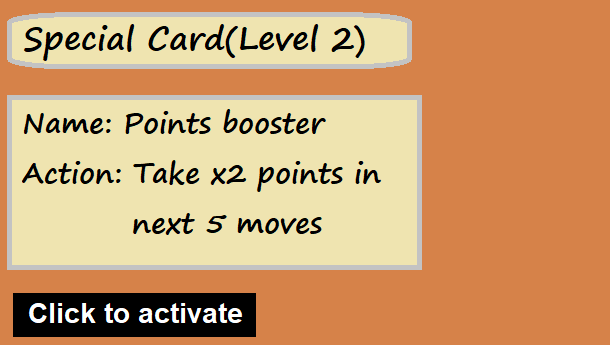 Special Card(Level 2)
Name: Points booster
Action: Take x2 points in
next 5 moves
Click to activate